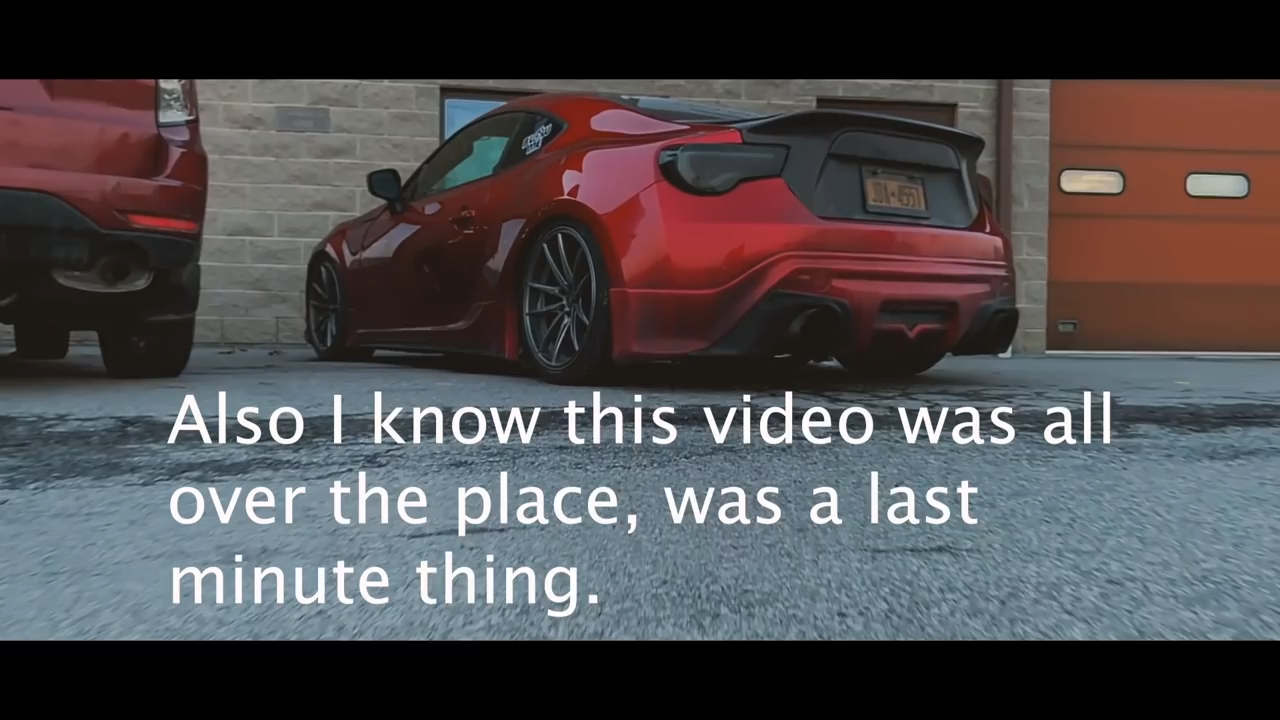 Also I know this video was all
over the place, was a last
minute thing.